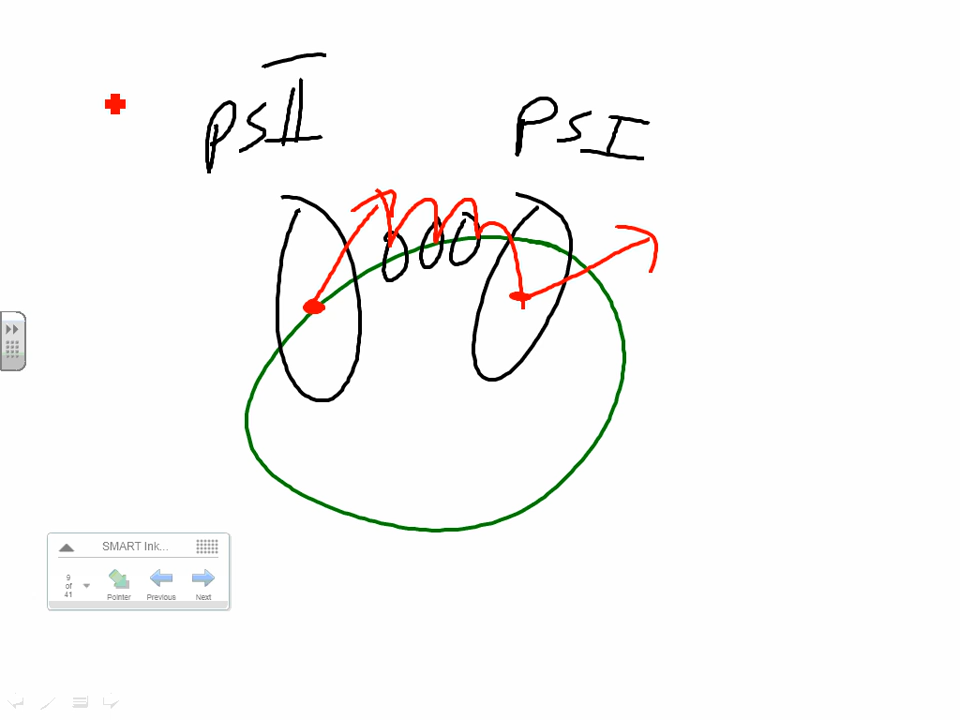 PSII PSI
SMART Ink...
9
of
41
Pointer Previous Next